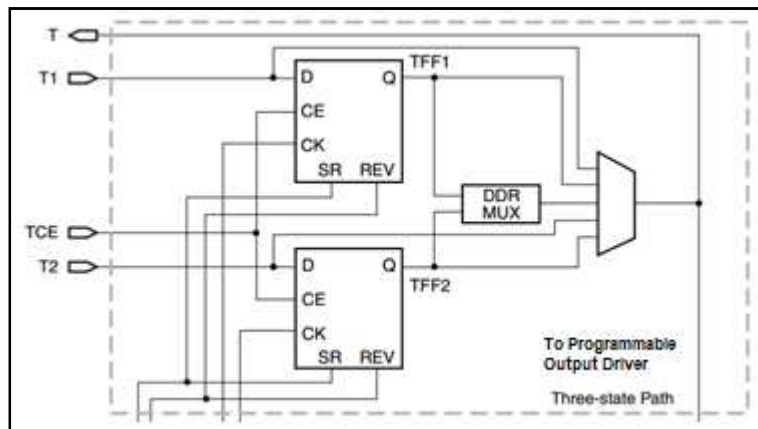 T
T1
TFF1
D
Q
CE
CK
SR REV
DDR
MUX
TCE
T2
D
Q
TFF2
CE
CK
SR REV
To Programmable
Output Driver
Three-state Path